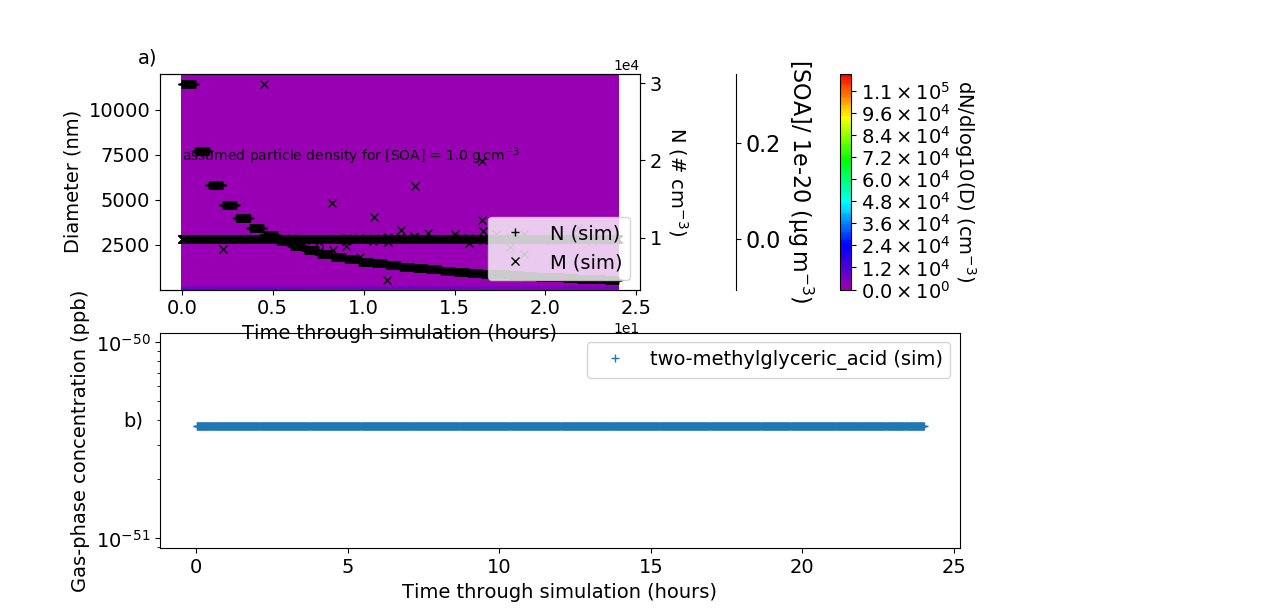 a)
1e4
10000
7500
5000
2500
Diameter (nm)
assumed particle density for [SOA] = 1.0 g cm⁻³
N (sim)
M (sim)
3
2
1
N (# cm⁻³)
0.2
0.0
[SOA]/ 1e-20 (µg m⁻³)
1.1 × 10⁵
9.6 × 10⁴
8.4 × 10⁴
7.2 × 10⁴
6.0 × 10⁴
4.8 × 10⁴
3.6 × 10⁴
2.4 × 10⁴
1.2 × 10⁴
0.0 × 10⁰
dN/dlog10(D) (cm⁻³)
0.0 0.5 1.0 1.5 2.0 2.5
1e1
Time through simulation (hours)
b)
10⁻⁵⁰
10⁻⁵¹
Gas-phase concentration (ppb)
two-methylglyceric_acid (sim)
0 5 10 15 20 25
Time through simulation (hours)